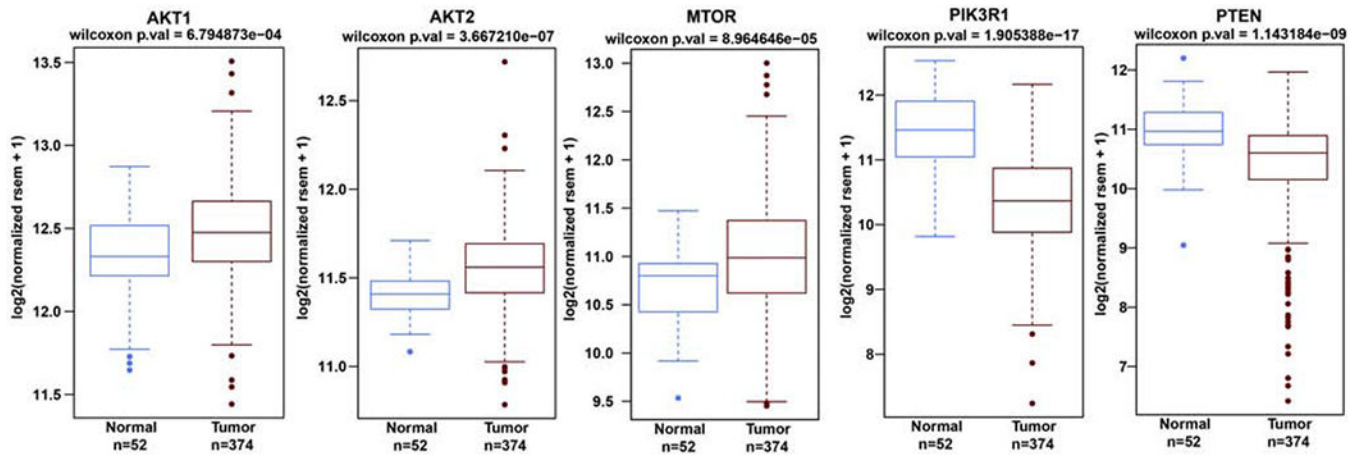 AKT1
wilcoxon p.val = 6.794873e−04
log2(normalized rsem + 1)
13.5
13.0
12.5
12.0
11.5
Normal
n=52
Tumor
n=374
AKT2
wilcoxon p.val = 3.667210e−07
log2(normalized rsem + 1)
12.5
12.0
11.5
11.0
Normal
n=52
Tumor
n=374
MTOR
wilcoxon p.val = 8.964646e−05
log2(normalized rsem + 1)
13.0
12.5
12.0
11.5
11.0
10.5
10.0
9.5
Normal
n=52
Tumor
n=374
PIK3R1
wilcoxon p.val = 1.905388e−17
log2(normalized rsem + 1)
12
11
10
9
8
Normal
n=52
Tumor
n=374
PTEN
wilcoxon p.val = 1.143184e−09
log2(normalized rsem + 1)
12
11
10
9
8
7
Normal
n=52
Tumor
n=374